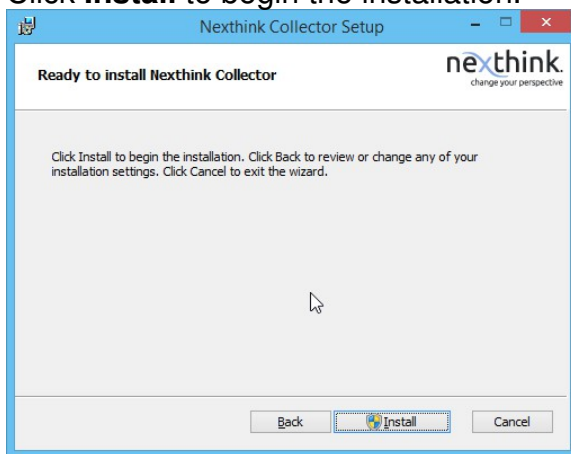 Click Install to begin the installation.
Nexthink Collector Setup
Ready to install Nexthink Collector
nexthink.
change your perspective
Click Install to begin the installation. Click Back to review or change any of your
installation settings. Click Cancel to exit the wizard.
Back Install Cancel